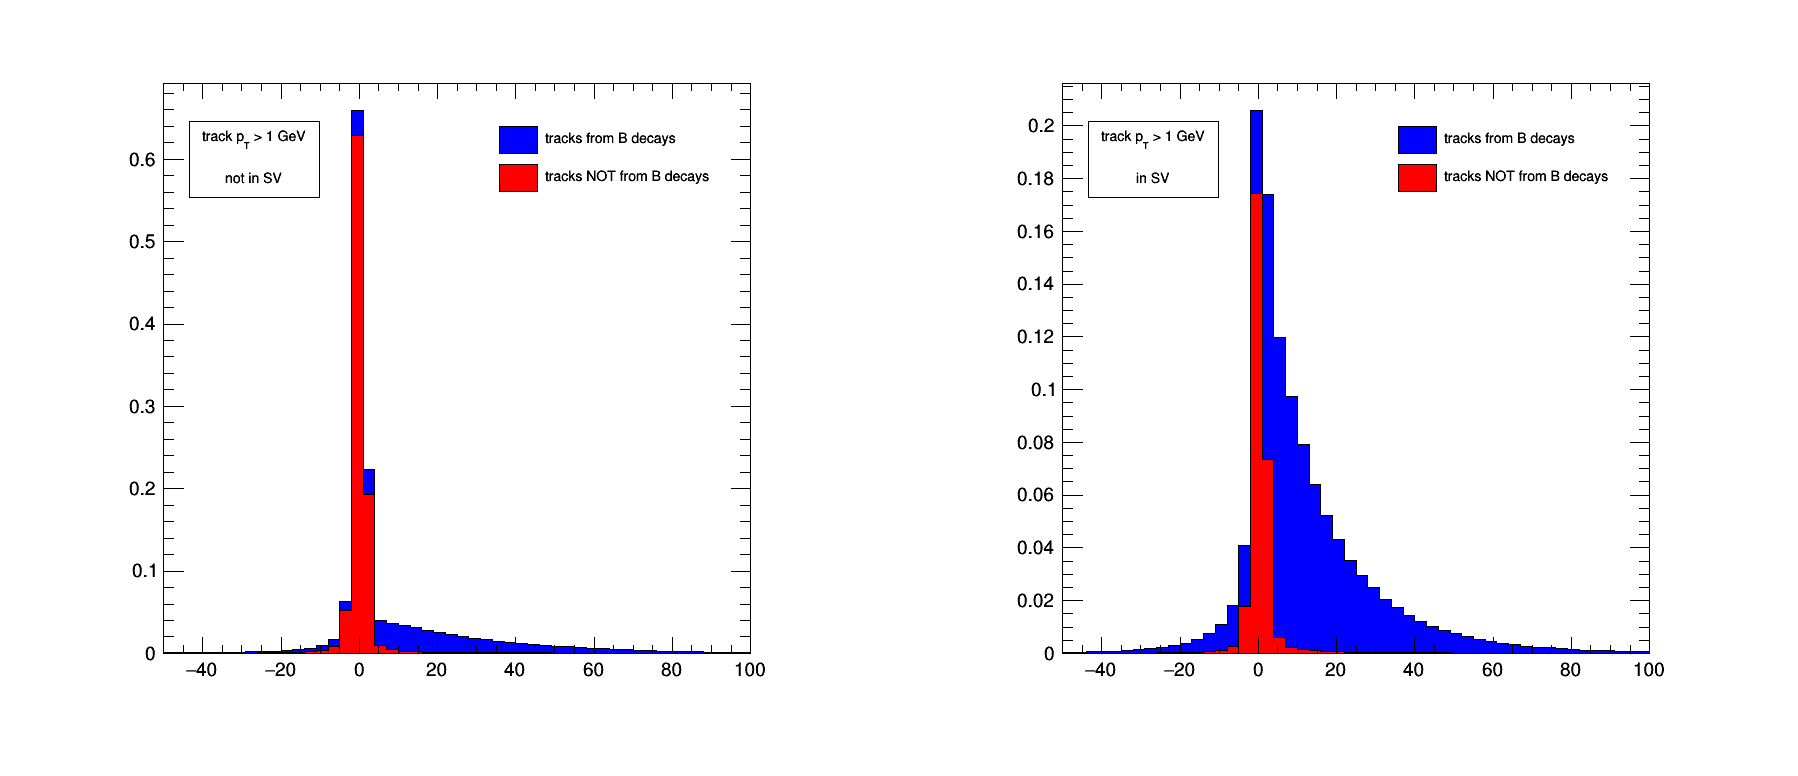 track pT > 1 GeV
not in SV
tracks from B decays
tracks NOT from B decays
0.6
0.5
0.4
0.3
0.2
0.1
0
−40 −20 0 20 40 60 80 100
track pT > 1 GeV
in SV
tracks from B decays
tracks NOT from B decays
0.2
0.18
0.16
0.14
0.12
0.1
0.08
0.06
0.04
0.02
0
−40 −20 0 20 40 60 80 100